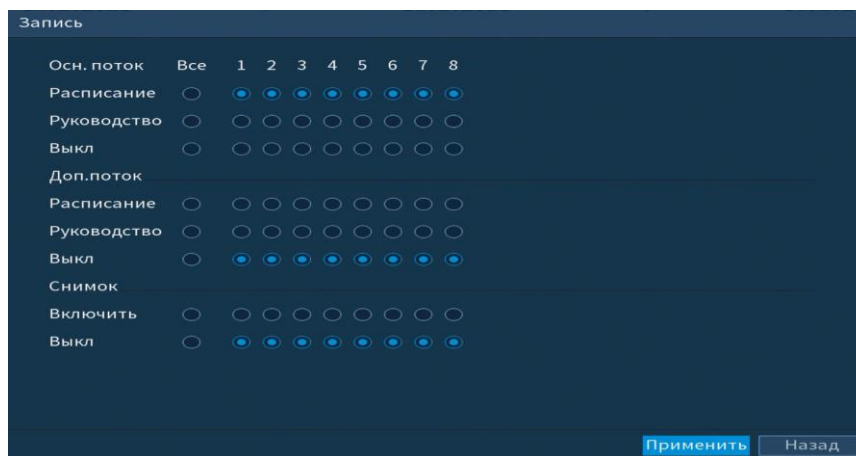 Запись
Осн. поток Все 1 2 3 4 5 6 7 8
Расписание
Руководство
Выкл
Доп.поток
Расписание
Руководство
Выкл
Снимок
Включить
Выкл
Применить Назад